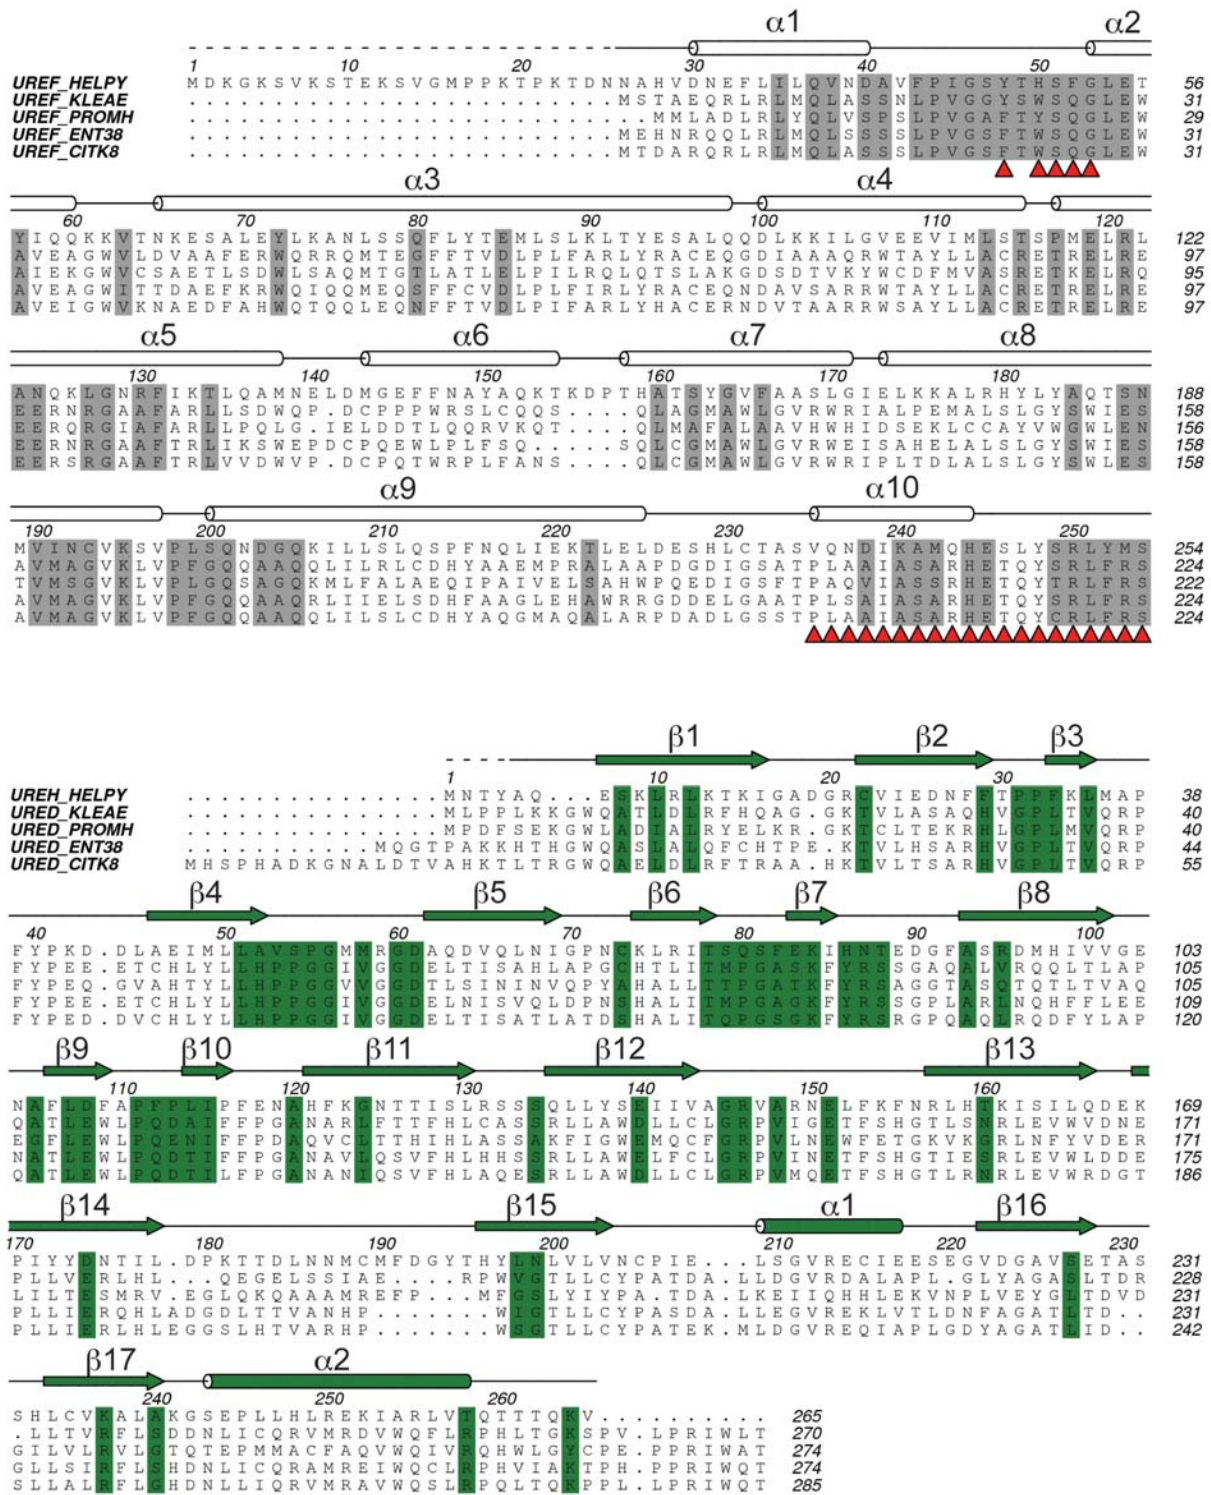 α1 α2
1 10 20 30 40 50
UREF_HELPY MDKGKSVKSTEKSVGMPPKTPKTDNNAHVDNEFLILQVNDAVFPIGSYTHSFGLET 56
UREF_KLEAE ..........................MSTAEQRLRLMQLASSNLPVGGYSWSQGLEW 31
UREF_PROMH ...........................MMLADLRLYQLVSPSLPVGAFTWSQGLEW 29
UREF_ENT38 .........................MEHNRQQLRLMQLSSSSLPVGSFTWSQGLEW 31
UREF_CITK8 .........................MTDARQRLRLMQLASSSLPVGSFTWSQGLEW 31
α3 α4
60 70 80 90 100 110 120
YIQQKKVTNKESALEYLKANLSSQFLYTEMLSLKLTYESALQQDLKKILGVEEVIMLSTSPMELRL 122
AVEAGWVLDVAAFERWQRRQMTEGFFTVDLPLFARLYRACEQGDIAAAQRWTAYLLACRETRELRE 97
AIEKGWVCSAETLSDWLSAQMTGTLATLELPILRQLQTSLAKGDSDTVKYWCDFMVASRETKELRQ 95
AVEAGWITTDAEFKRWQIQQMEQSFFCVDLPLFIRLYRACEQNDAVSARRWTAYLLACRETRELRE 97
AVEIGWVKNAEDFAHWQTQQLEQNFFTVDLPIFARLYHACERNDVTAARRWSAYLLACRETRELRE 97
α5 α6 α7 α8
130 140 150 160 170 180
ANQKLGNRFIKTLQAMNELDMGEFFNAYAQKTKDPTHATSYGVFAASLGIELKKALRHYLYAQTSN 188
EERNRGAAFARLLSDWQP.DCPPPWRSLCQQS....QLAGMAWLGVRWRIALPEMALSLGYSWIES 158
EERQRGIAFARLLPQLG.IELDDTLQQRVKQT....QLMAFALAAVHWHIDSEKLCCAYVWGWLEN 156
EERNRGAAFTRLIKSWEPDCPQEWLPLFSQ.....SQLCGMAWLGVRWEISAHELALSLGYSWIES 158
EERSRGAAFTRLVVDWVP.DCPQTWRPLFANS....QLCGMAWLGVRWRIPLTDLALSLGYSWLES 158
α9 α10
190 200 210 220 230 240 250
MVINCVKSVPLSQNDGQKILLSLQSPFNQLIEKTLELDESHLCTASVQNDIKAMQHESLYSRLYMS 254
AVMAGVKLVPFGQQAAQQLILRLCDHYAAEMPRALAAPDGDIGSATPLAAIASARHETQYSRLFRS 224
TVMSGVKLVPLGQSAGQKMLFALAEQIPAIVELSAHWPQEDIGSFTPAQVIASSRHETQYTRLFRS 222
AVMAGVKLVPFGQQAAQRLIIELSDHFAAGLEHAWRRGDDELGAATPLSAIASARHETQYSRLFRS 224
AVMAGVKLVPFGQQAAQQLILSLCDHYAQGMAQALARPDADLGSSTPLAAIASARHETQYCRLFRS 224
β1 β2 β3
1 10 20 30
UREH_HELPY ...............MNTYAQ...ESKLRLKTKIGADGRCVIEDNFFTPPFKLMAP 38
URED_KLEAE ...............MLPPLKKGWQATLDLRFHQAG.GKTVLASAQHVGPLTVQRP 40
URED_PROMH ...............MPDFSEKGWLADIALRYELKR.GKTCLTEKRHLGPLMVQRP 40
URED_ENT38 ...........MQGTPAKKHTHGWQASLALQFCHTPE.KTVLHSARHVGPLTVQRP 44
URED_CITK8 MHSPHADKGNALDTVAHKTLTRGWQAELDLRFTRAA.HKTVLTSARHVGPLTVQRP 55
β4 β5 β6 β7 β8
40 50 60 70 80 90 100
FYPKD.DLAEIMLLAVSPGMMRGDAQDVQLNIGPNCKLRITSQSFEKIHNTEDGFASRDMHIVVGE 103
FYPEE.ETCHLYLLHPPGGIVGGDELTISAHLAPGCHTLITMPGASKFYRSSGAQALVRQQLTLAP 105
FYPEQ.GVAHTYLLHPPGGVVGGDTLSININVQPYAHALLTTPGATKFYRSAGGTASQTQTLTVAQ 105
FYPEE.ETCHLYLLHPPGGVVGGDELNISVQLDPNSHALITMPGAGKFYRSSGPLARLNQHFFLEE 109
FYPED.DVCHLYLLHPPGGIVGGDELTISATLATDSHALITQPGSGKFYRSRGPQAQLRQDFYLAP 120
β9 β10 β11 β12 β13
110 120 130 140 150 160
NAFLDFAPFPLIPFENAHFKGNTTISLRSSSQLLYSEIIVAGRVARNELFKFNRLHTKISILQDEK 169
QATLEWLPQDAIFFPGANARLFTTFHLCASSRLLAWDLLCLGRPVIGETFSHGTLSNRLEVWVDNE 171
EGFLEWLPQENIFFPDAQVCLTTHIHLASSAKFIGWEMQCFGRPVLNEWFETGKVKGRLNFYVDER 171
NATLEWLPQDTIFFPGANAVLQSVFHLHHSSRLLAWELFCLGRPVINETFSHGTIESRLEVWLDDE 175
QATLEWLPQDTILFPGANANIQSVFHLAQESRLLAWDLLCLGRPVMQETFSHGTLRNRLEVWRDGT 186
β14 β15 α1 β16
170 180 190 200 210 220 230
PIYYDNTIL.DPKTTDLNNMCMFDGYTHYLNLVLVNCPIE...LSGVRECIEESEGVDGAVSETAS 231
PLLVERLHL...QEGELSSIAE.....RPWVGTLLCYPATDA.LLDGVRDALAPL.GLYAGASLTDR 228
LILTESMRV.EGLQKQAAAMREFP...MFGSLYIYPA.TDA.LKEIIQHHLEKVNPLVEYGLTDVD 231
PLLIERQHLADGDLTTVANHP.......WIGTLLCYPASDA.LLEGVREKLVTLDNFAGATLTD.. 231
PLLIERLHLEGGSLHTVARHP.......WSGTLLCYPATEK.MLDGVREQIAPLGDYAGATLID.. 242
β17 α2
240 250 260
SHLCVKALAKGSEPLLHLREKIARLVTQTTTQKV.......... 265
.LLTVRFLSDDNLICQRVMRDVWQFLRPHLTGKSPV.LPRIWLT 270
GILVLRVLGTQTEPMMACFAQVWQIVRQHWLGYCPE.PPRIWAT 274
GLLSIRFLSHDNLICQRAMREIWQCLRPHVIAKTPH.PPRIWQT 274
SLLALRFLGHDNLLIQRVMRAVWQSLRPQLTQKPPL.LPRIWQT 285